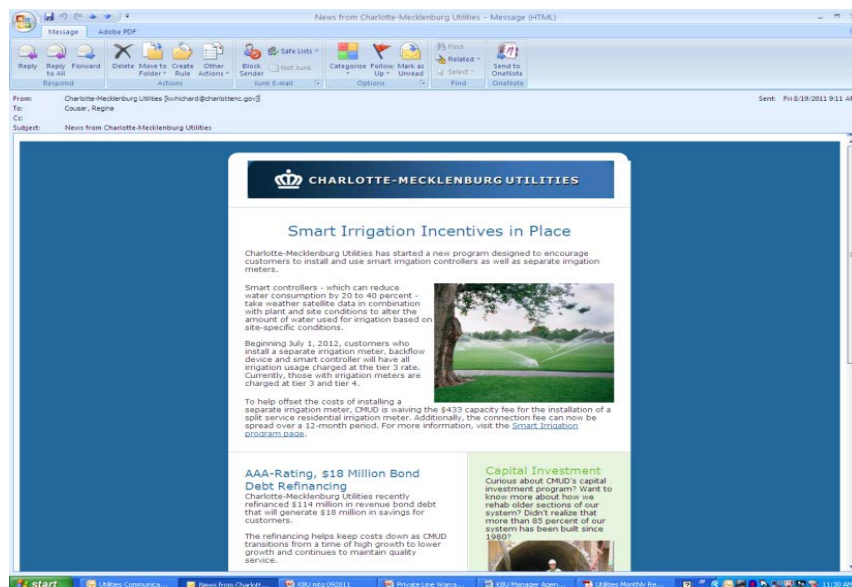 News from Charlotte-Mecklenburg Utilities - Message (HTML)
Message Adobe PDF
Reply Reply to All Forward Delete Move to Folder Create Rule Other Actions Block Sender Safe Lists Not Junk Categorize Follow Up Mark as Unread Find Related Select Send to OneNote
Respond Actions Junk E-mail Options Find OneNote
From: Charlotte-Mecklenburg Utilities
Sent: Fri 8/19/2011 9:11 AM
To: Cousar, Regina
Cc:
Subject: News from Charlotte-Mecklenburg Utilities
CHARLOTTE-MECKLENBURG UTILITIES
Smart Irrigation Incentives in Place
Charlotte-Mecklenburg Utilities has started a new program designed to encourage
customers to install and use smart irrigation controllers as well as separate irrigation
meters.
Smart controllers - which can reduce
water consumption by 20 to 40 percent -
take weather satellite data in combination
with plant and site conditions to alter the
amount of water used for irrigation based on
site-specific conditions.
Beginning July 1, 2012, customers who
install a separate irrigation meter, backflow
device and smart controller will have all
irrigation usage charged at the tier 3 rate.
Currently, those with irrigation meters are
charged at tier 3 and tier 4.
To help offset the costs of installing a
separate irrigation meter, CMUD is waiving the $433 capacity fee for the installation of a
split service residential irrigation meter. Additionally, the connection fee can now be
spread over a 12-month period. For more information, visit the Smart Irrigation
program page.
AAA-Rating, $18 Million Bond
Debt Refinancing
Charlotte-Mecklenburg Utilities recently
refinanced $114 million in revenue bond debt
that will generate $18 million in savings for
customers.
The refinancing helps keep costs down as CMUD
transitions from a time of high growth to lower
growth and continues to maintain quality
service.
Capital Investment
Curious about CMUD's capital
investment program? Want to
know more about how we
rehab older sections of our
system? Didn't realize that
more than 85 percent of our
system has been built since
1980?
start Utilities Communica... News from Charlott... KBU mtg 092011 Private Line Warra... KBU Manager Agen... Utilities Monthly Re... 11:30 AM